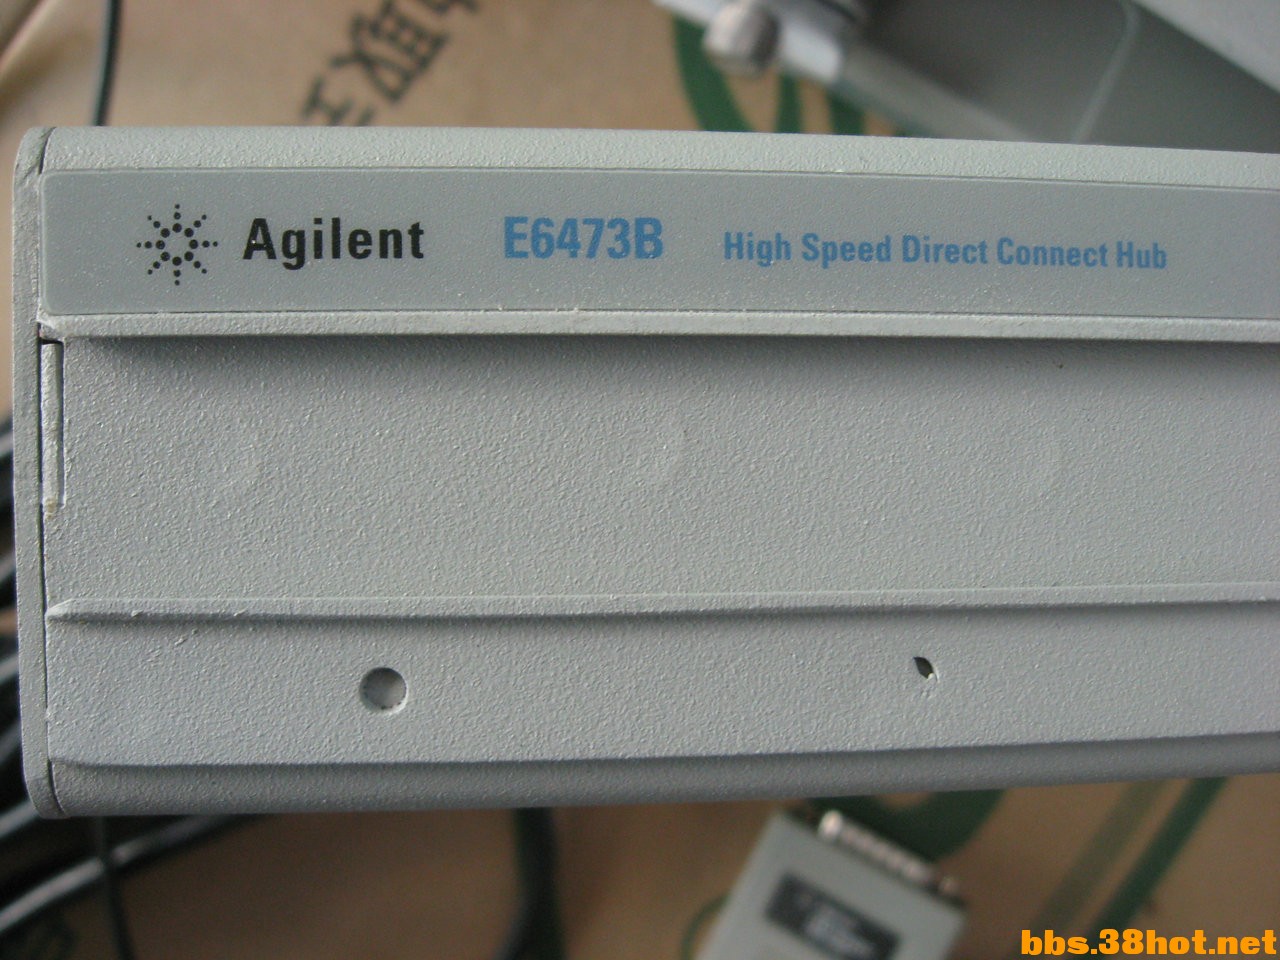 Agilent E6473B High Speed Direct Connect Hub
bbs.38hot.net